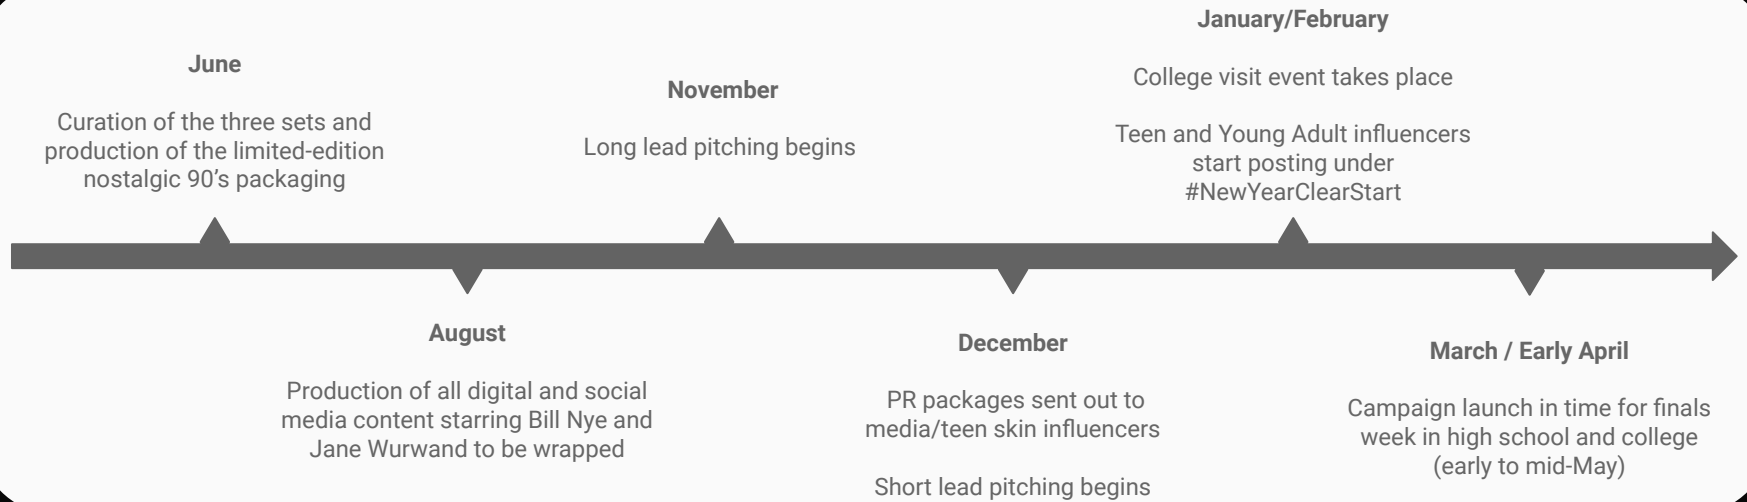 June
Curation of the three sets and
production of the limited-edition
nostalgic 90’s packaging
August
Production of all digital and social
media content starring Bill Nye and
Jane Wurwand to be wrapped
November
Long lead pitching begins
December
PR packages sent out to
media/teen skin influencers
Short lead pitching begins
January/February
College visit event takes place
Teen and Young Adult influencers
start posting under
#NewYearClearStart
March / Early April
Campaign launch in time for finals
week in high school and college
(early to mid-May)